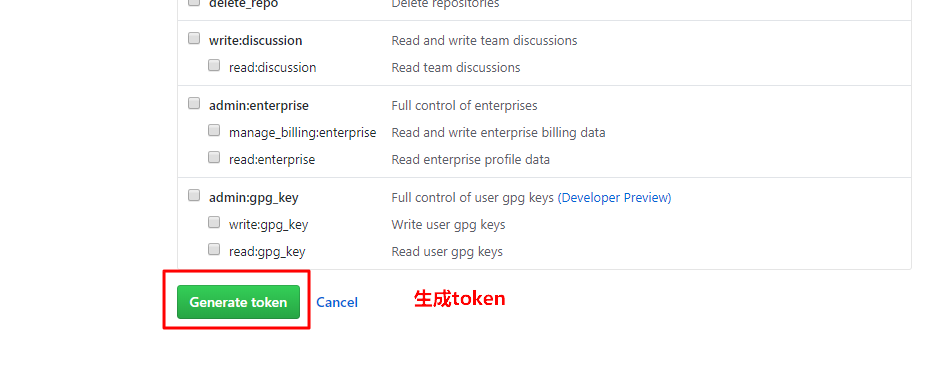 delete_repo Delete repositories
write:discussion Read and write team discussions
read:discussion Read team discussions
admin:enterprise Full control of enterprises
manage_billing:enterprise Read and write enterprise billing data
read:enterprise Read enterprise profile data
admin:gpg_key Full control of user gpg keys (Developer Preview)
write:gpg_key Write user gpg keys
read:gpg_key Read user gpg keys
Generate token Cancel 生成token